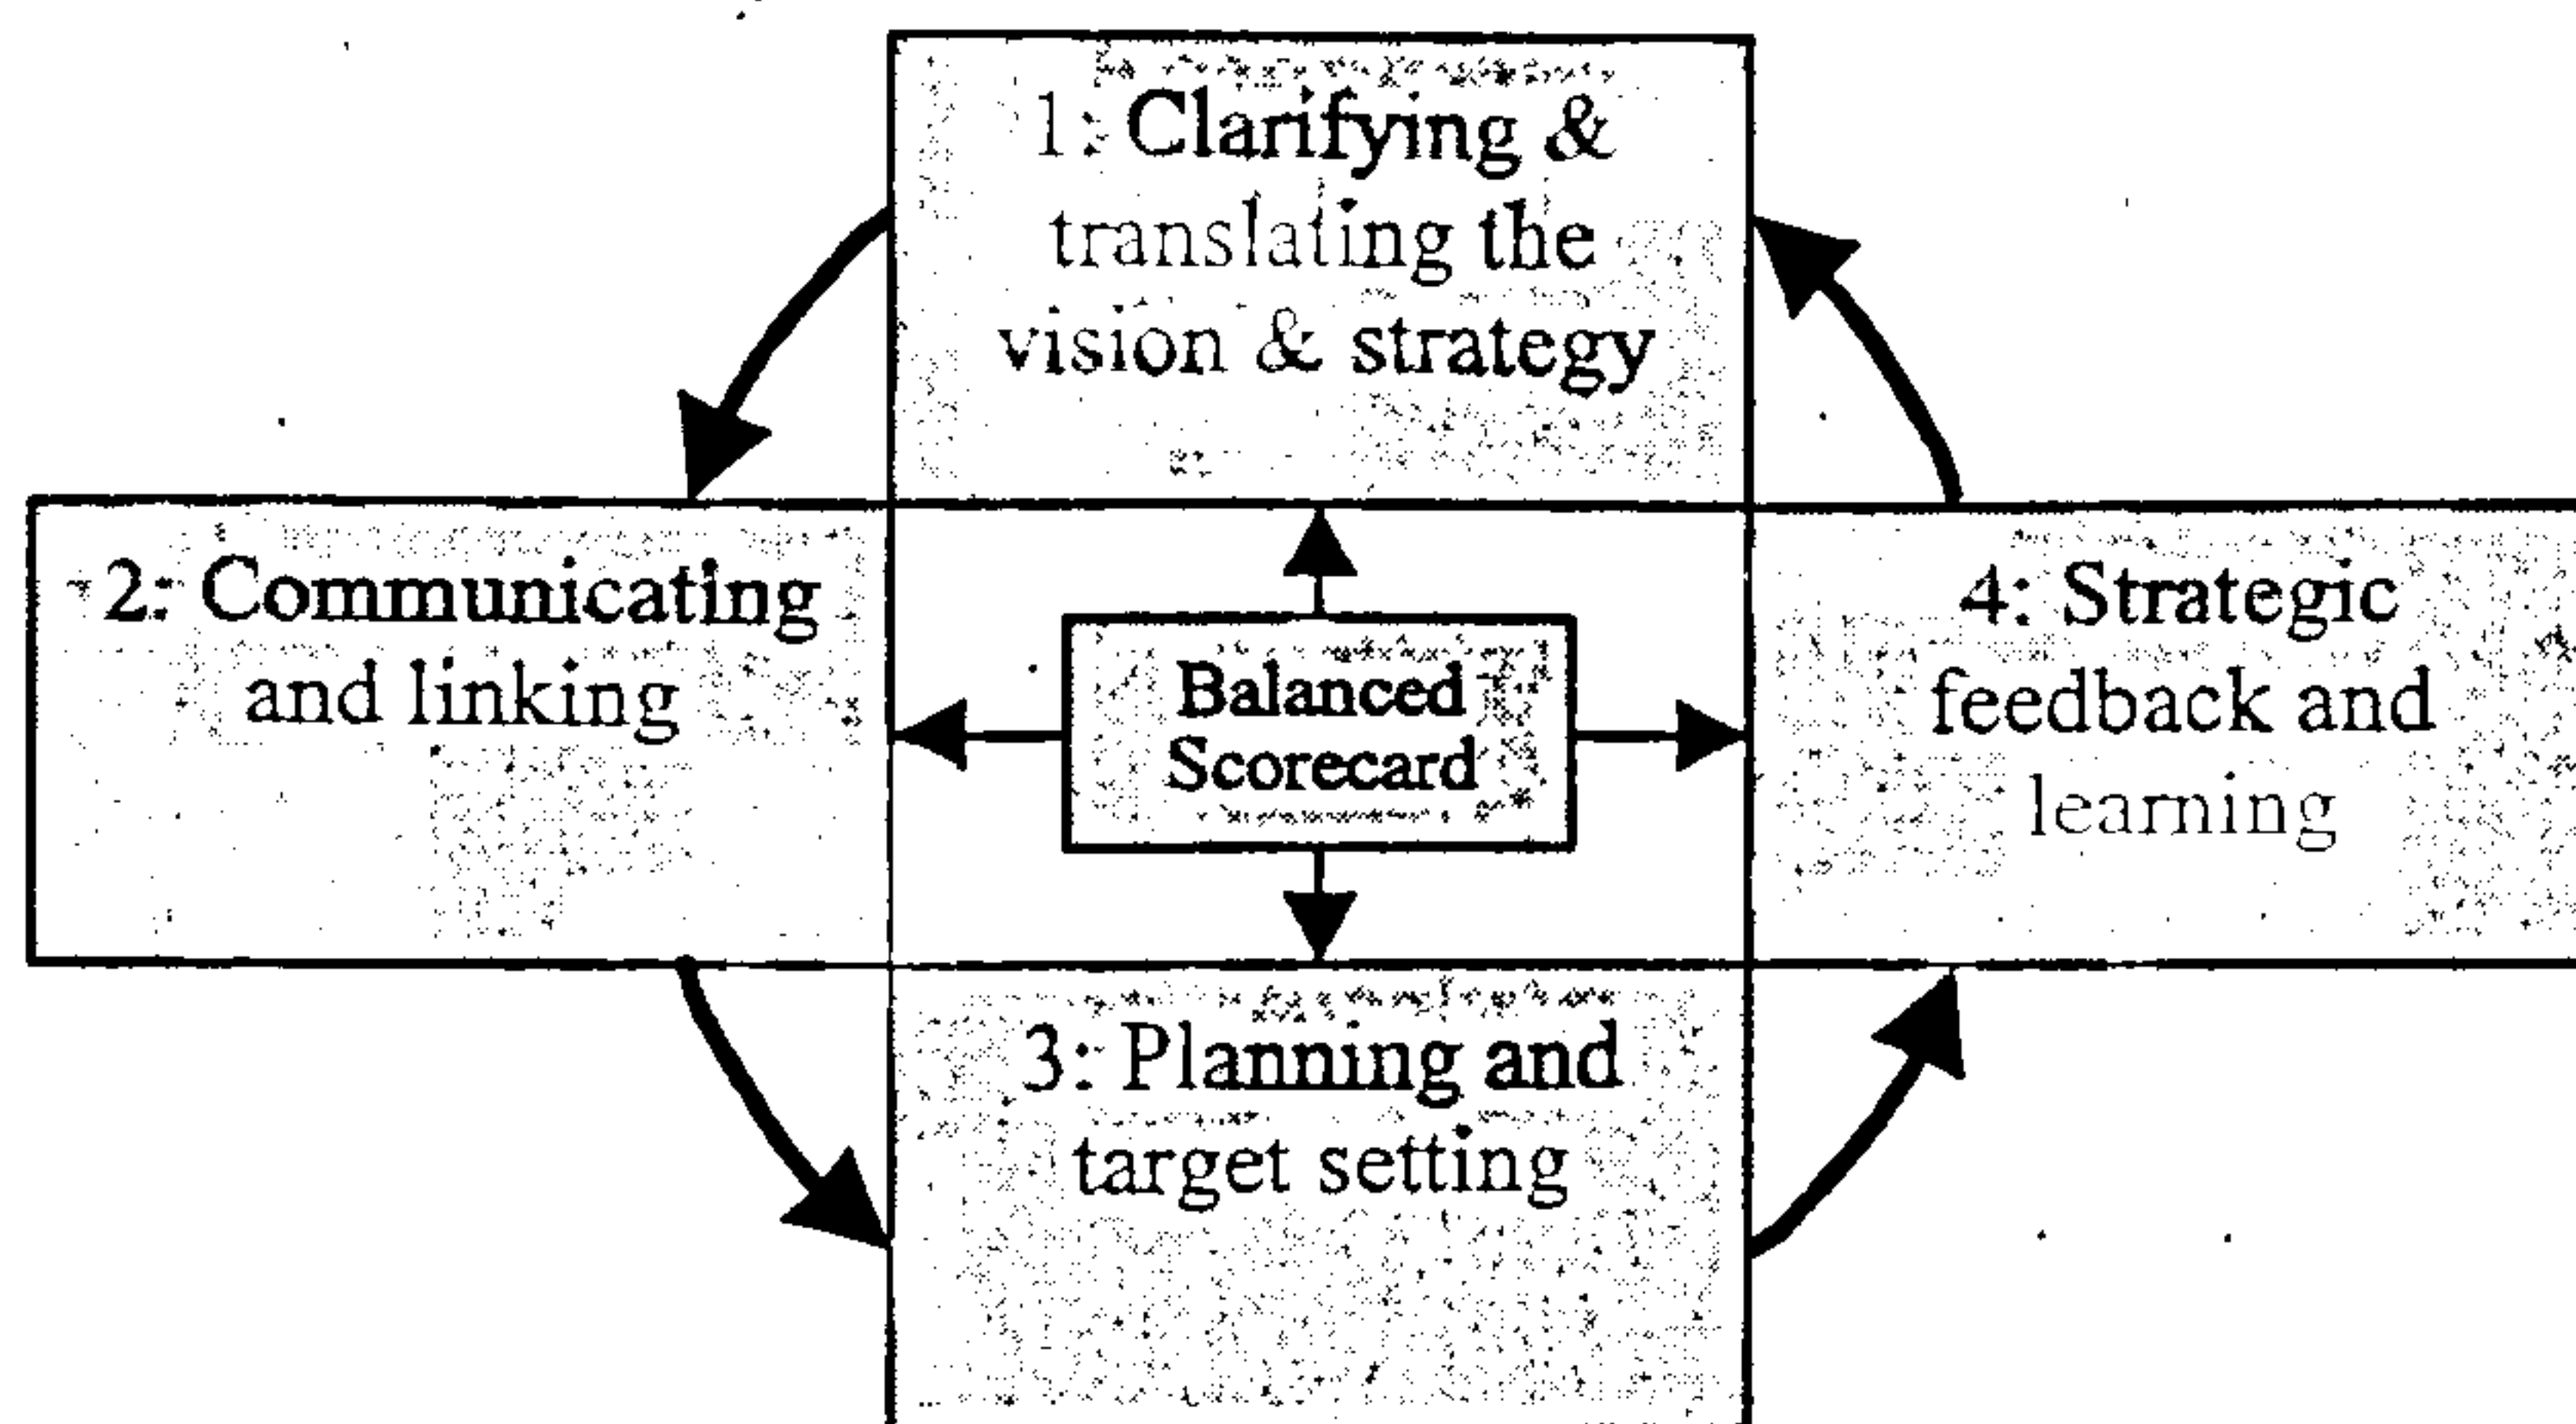 1: Clarifying &
translating the
vision & strategy
2: Communicating
and linking
Balanced
Scorecard
4: Strategic
feedback and
learning
3: Planning and
target setting